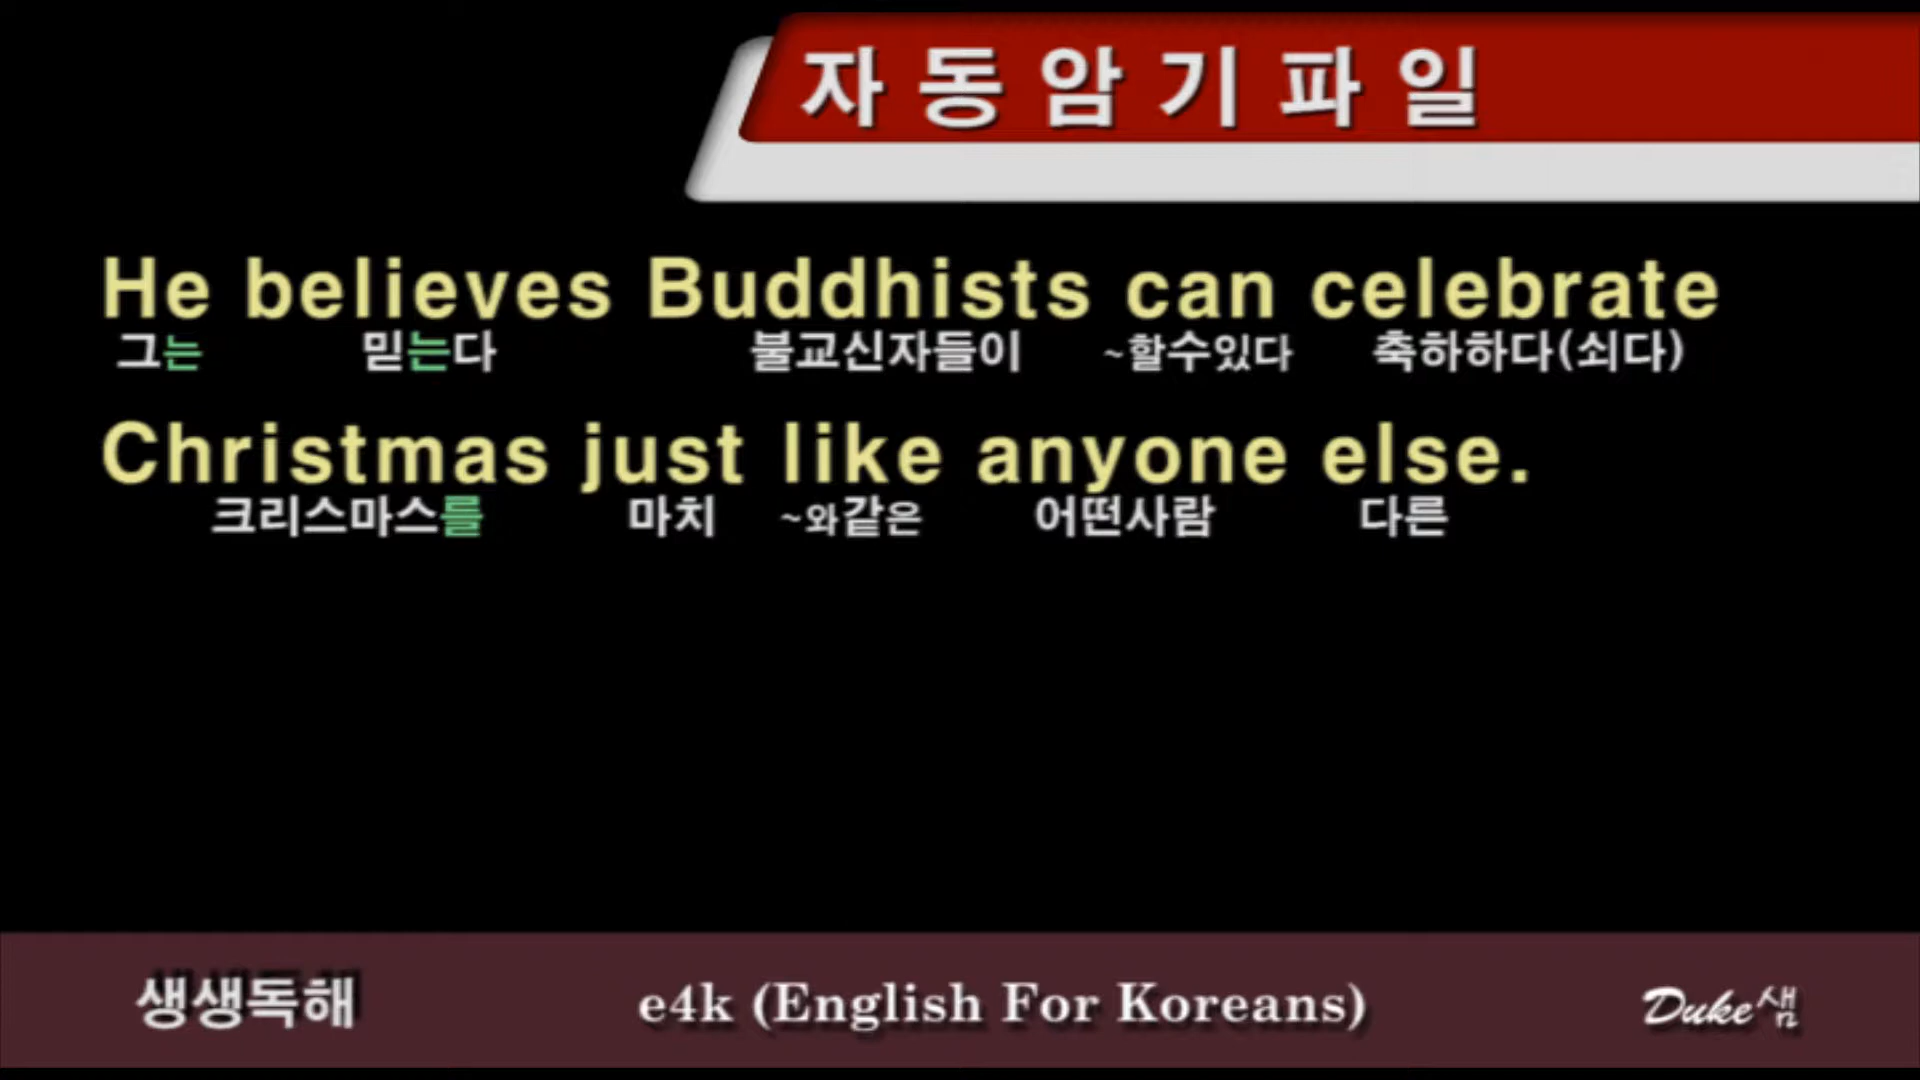 자동암기파일
He believes Buddhists can celebrate
그는 믿는다 불교신자들이 ~할수있다 축하하다(쇠다)
Christmas just like anyone else.
크리스마스를 마치 ~와같은 어떤사람 다른
생생독해 e4k (English For Koreans) Duke샘